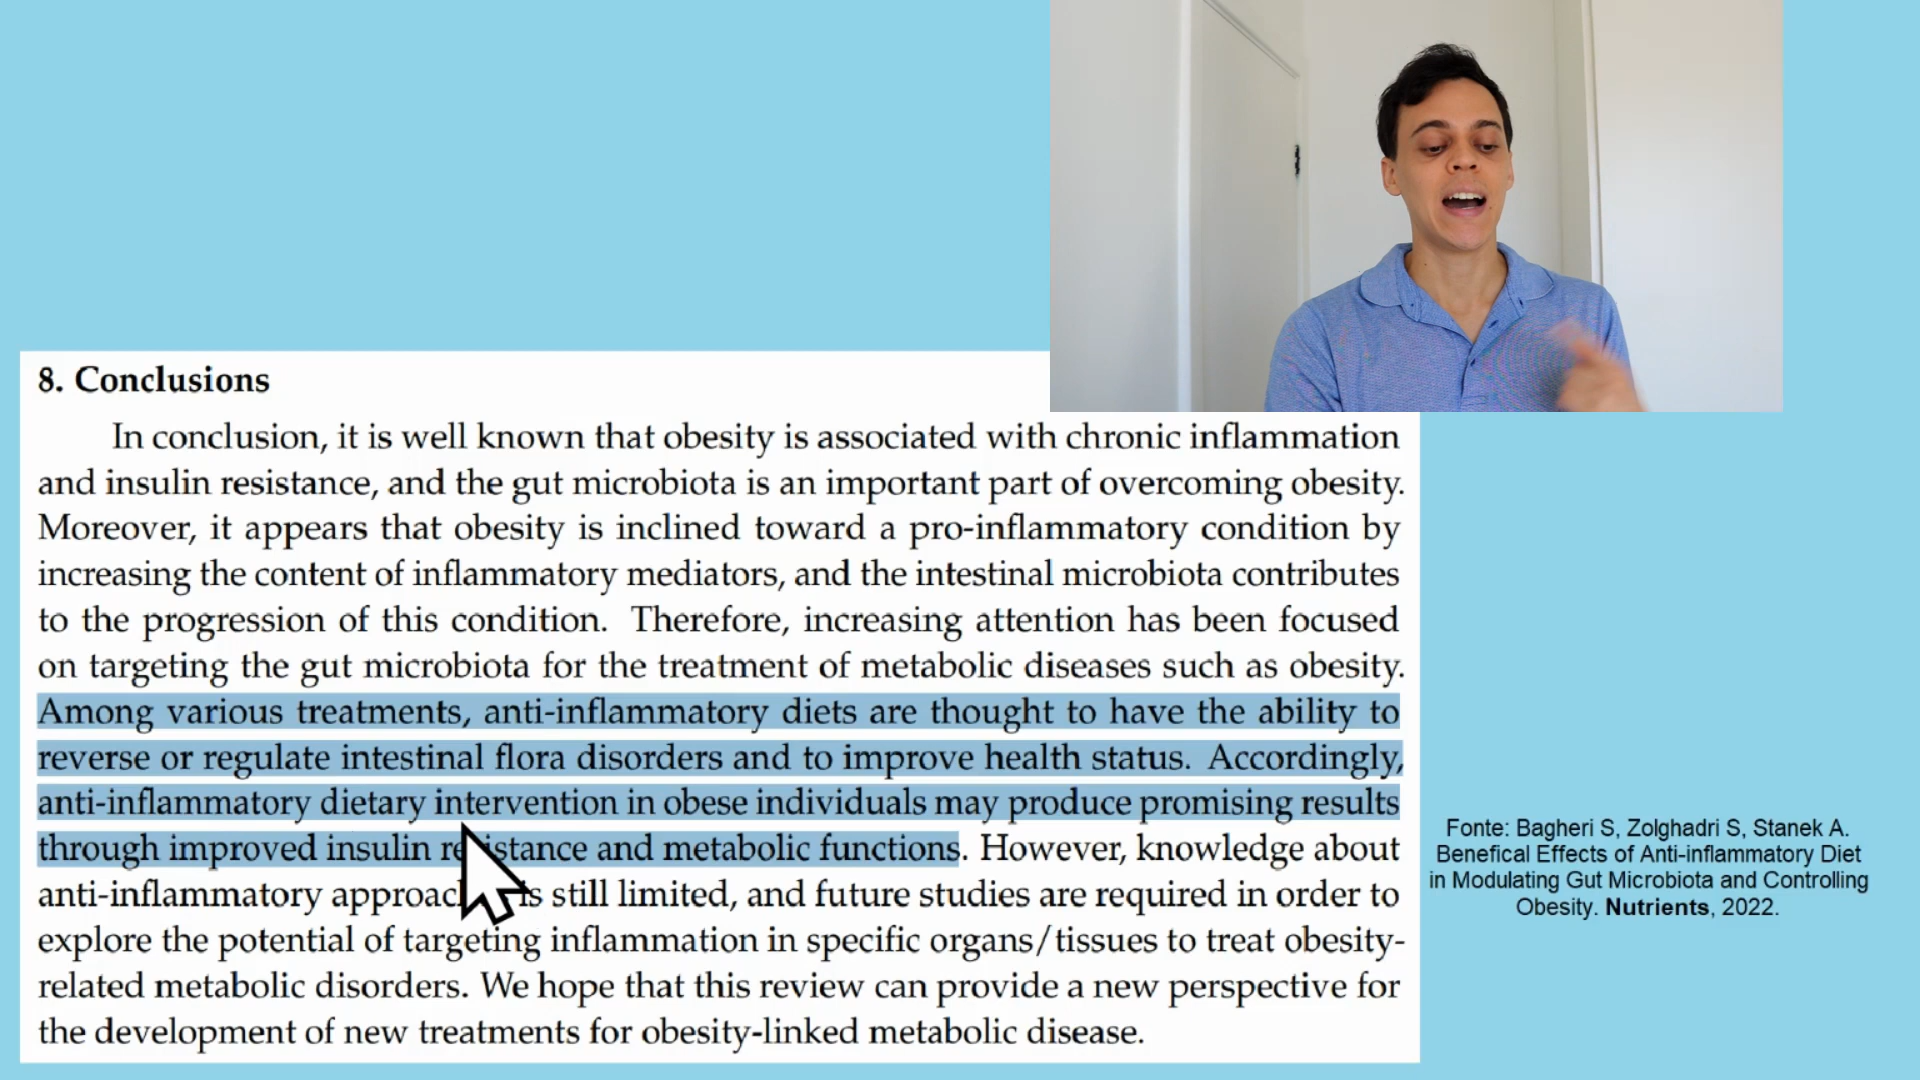 8. Conclusions
In conclusion, it is well known that obesity is associated with chronic inflammation
and insulin resistance, and the gut microbiota is an important part of overcoming obesity.
Moreover, it appears that obesity is inclined toward a pro-inflammatory condition by
increasing the content of inflammatory mediators, and the intestinal microbiota contributes
to the progression of this condition. Therefore, increasing attention has been focused
on targeting the gut microbiota for the treatment of metabolic diseases such as obesity.
Among various treatments, anti-inflammatory diets are thought to have the ability to
reverse or regulate intestinal flora disorders and to improve health status. Accordingly,
anti-inflammatory dietary intervention in obese individuals may produce promising results
through improved insulin resistance and metabolic functions. However, knowledge about
anti-inflammatory is still limited, and future studies are required in order to
explore the potential of targeting inflammation in specific organs/tissues to treat obesity-
related metabolic disorders. We hope that this review can provide a new perspective for
the development of new treatments for obesity-linked metabolic disease.
Fonte: Bagheri S, Zolghadri S, Stanek A.
Benefical Effects of Anti-inflammatory Diet
in Modulating Gut Microbiota and Controlling
Obesity. Nutrients, 2022.